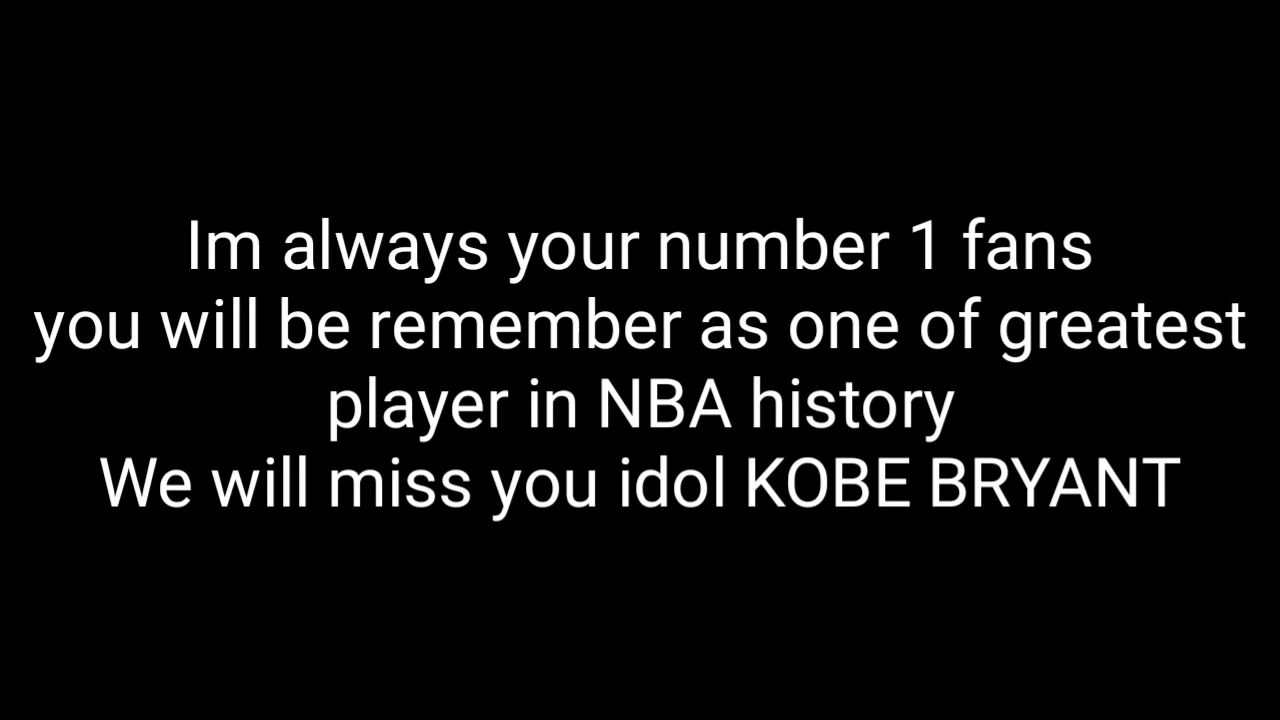 Im always your number 1 fans
you will be remember as one of greatest
player in NBA history
We will miss you idol KOBE BRYANT